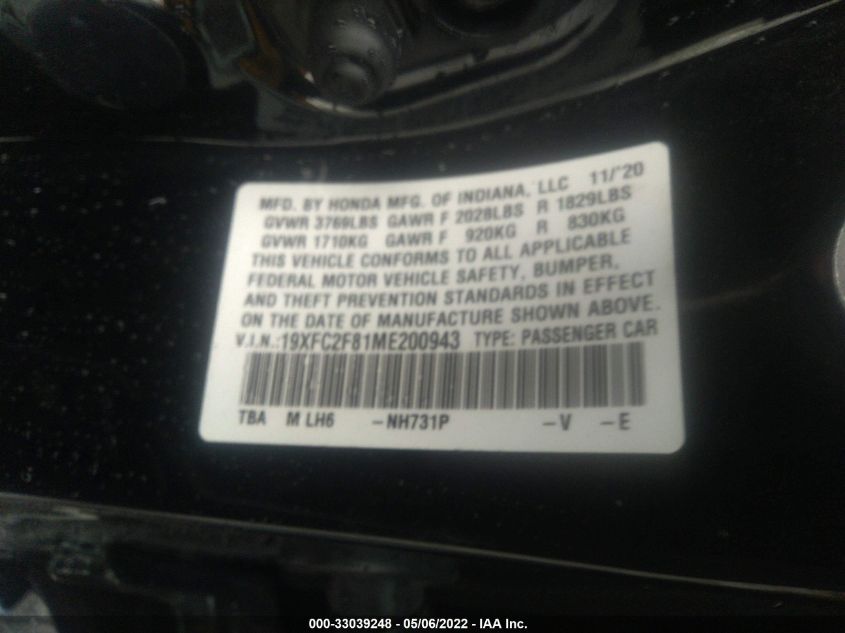 MFD. BY HONDA MFG. OF INDIANA, LLC 11/'20
GVWR 3769LBS GAWR F 2028LBS R 1829LBS
GVWR 1710KG GAWR F 920KG R 830KG
THIS VEHICLE CONFORMS TO ALL APPLICABLE
FEDERAL MOTOR VEHICLE SAFETY, BUMPER,
AND THEFT PREVENTION STANDARDS IN EFFECT
ON THE DATE OF MANUFACTURE SHOWN ABOVE.
V.I.N.:19XFC2F81ME200943 TYPE: PASSENGER CAR
TBA M LH6 -NH731P -V -E
000-33039248 - 05/06/2022 - IAA Inc.